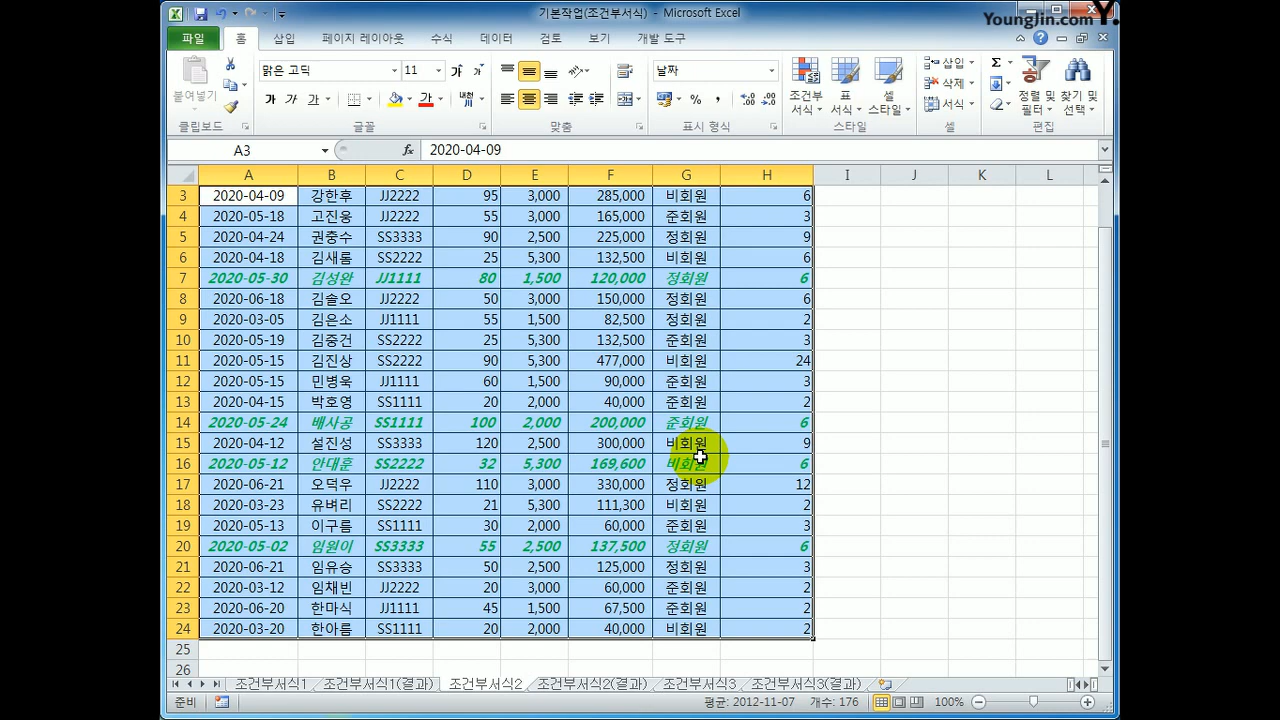 기본작업(조건부서식) - Microsoft Excel
YoungJin.com Y.
파일 홈 삽입 페이지 레이아웃 수식 데이터 검토 보기 개발 도구
붙여넣기 맑은 고딕 11 날짜 조건부 서식 표 서식 셀 스타일 삽입 삭제 서식 정렬 및 필터 찾기 및 선택
가 가 가 가 내천 % ,
클립보드 글꼴 맞춤 표시 형식 스타일 셀 편집
A3 fx 2020-04-09
A B C D E F G H I J K L
3 2020-04-09 강한후 JJ2222 95 3,000 285,000 비회원 6
4 2020-05-18 고진웅 JJ2222 55 3,000 165,000 준회원 3
5 2020-04-24 권충수 SS3333 90 2,500 225,000 정회원 9
6 2020-04-18 김새롬 SS2222 25 5,300 132,500 비회원 6
7 2020-05-30 김성완 JJ1111 80 1,500 120,000 정회원 6
8 2020-06-18 김솔오 JJ2222 50 3,000 150,000 정회원 6
9 2020-03-05 김은소 JJ1111 55 1,500 82,500 정회원 2
10 2020-05-19 김중건 SS2222 25 5,300 132,500 준회원 3
11 2020-05-15 김진상 SS2222 90 5,300 477,000 비회원 24
12 2020-05-15 민병욱 JJ1111 60 1,500 90,000 준회원 3
13 2020-04-15 박호영 SS1111 20 2,000 40,000 준회원 2
14 2020-05-24 배사공 SS1111 100 2,000 200,000 준회원 6
15 2020-04-12 설진성 SS3333 120 2,500 300,000 비회원 9
16 2020-05-12 안대훈 SS2222 32 5,300 169,600 비회원 6
17 2020-06-21 오덕우 JJ2222 110 3,000 330,000 정회원 12
18 2020-03-23 유벼리 SS2222 21 5,300 111,300 비회원 2
19 2020-05-13 이구름 SS1111 30 2,000 60,000 준회원 3
20 2020-05-02 임원이 SS3333 55 2,500 137,500 정회원 6
21 2020-06-21 임유승 SS3333 50 2,500 125,000 정회원 3
22 2020-03-12 임채빈 JJ2222 20 3,000 60,000 준회원 2
23 2020-06-20 한마식 JJ1111 45 1,500 67,500 준회원 2
24 2020-03-20 한아름 SS1111 20 2,000 40,000 비회원 2
25
26
조건부서식1 조건부서식1(결과) 조건부서식2 조건부서식2(결과) 조건부서식3 조건부서식3(결과)
준비 평균: 2012-11-07 개수: 176 100%